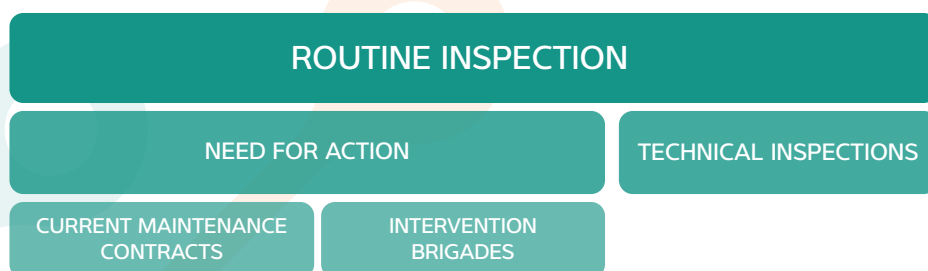 ROUTINE INSPECTION
NEED FOR ACTION
TECHNICAL INSPECTIONS
CURRENT MAINTENANCE
CONTRACTS
INTERVENTION
BRIGADES